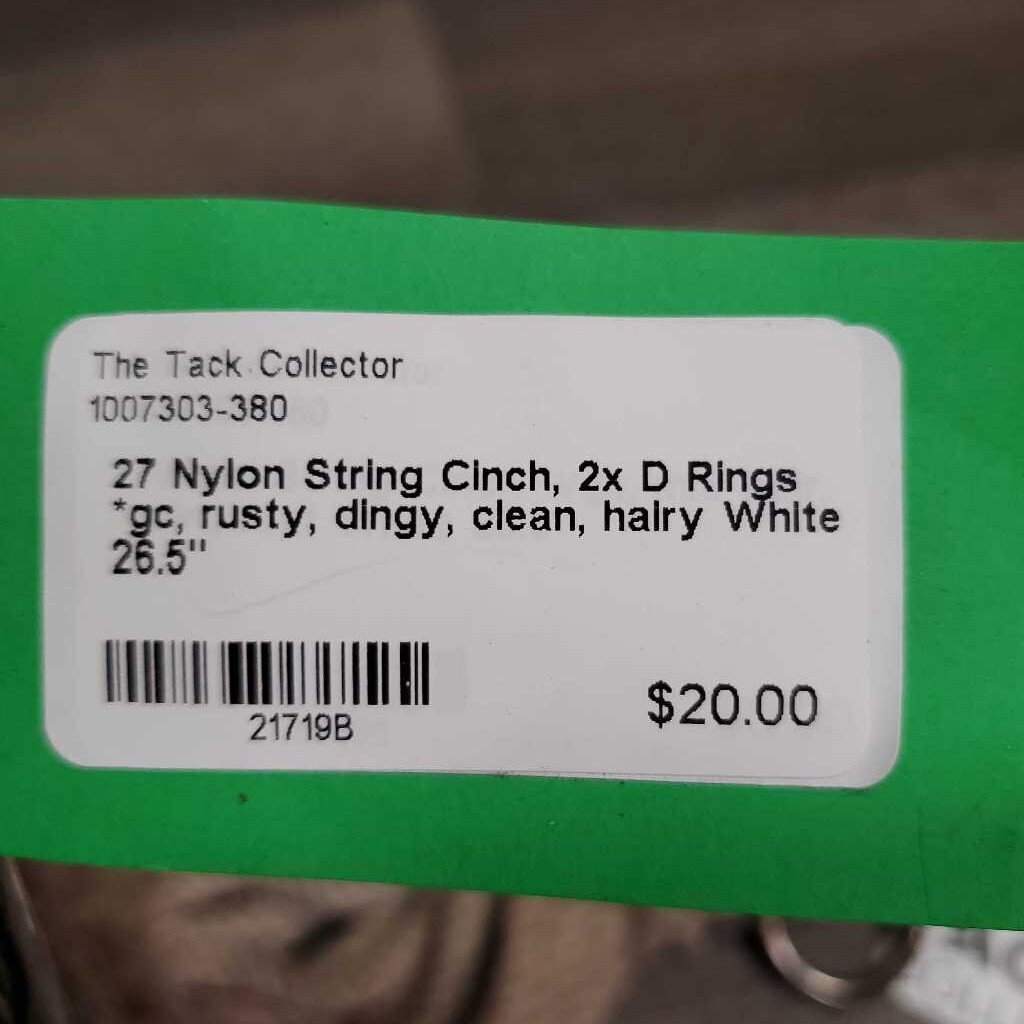 The Tack Collector
1007303-380
27 Nylon String Cinch, 2x D Rings
*gc, rusty, dingy, clean, hairy White
26.5"
21719B
$20.00